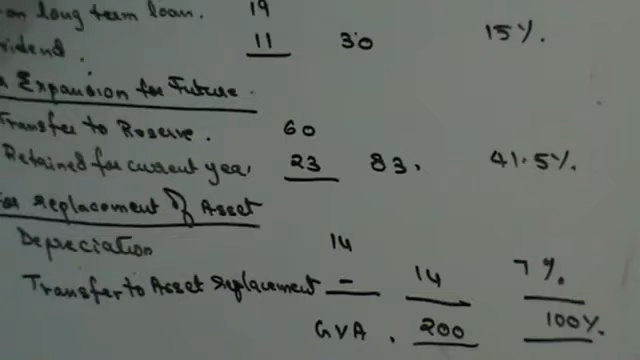 on long term loan. 19
11 30 15%.
Expansion for Future.
Transfer to Reserve. 60
Retained for current year, 23 83. 41.5%.
For Replacement of Asset
Depreciation 14
Transfer to Asset Replacement – 14 7%.
GVA. 200 100%.